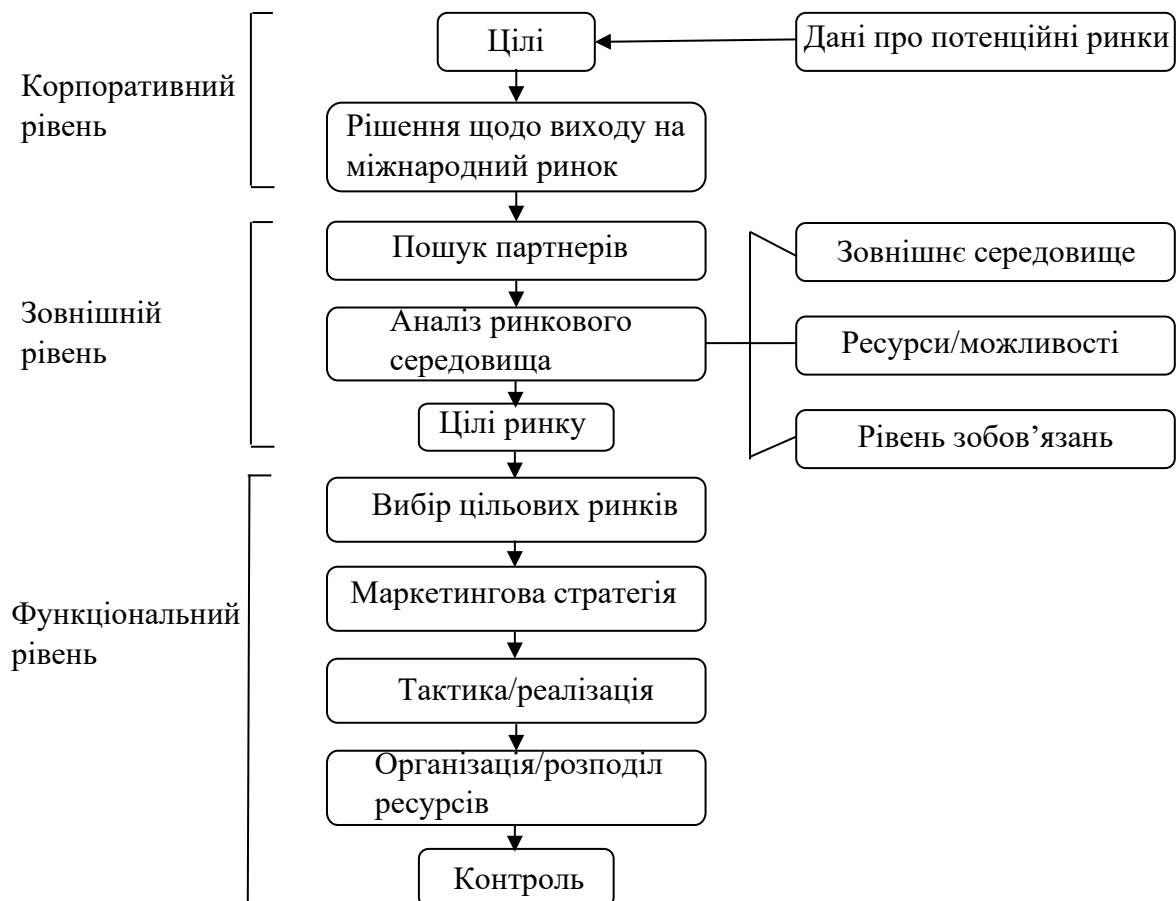 Цілі
Дані про потенційні ринки
Корпоративний
рівень
Рішення щодо виходу на
міжнародний ринок
Пошук партнерів
Зовнішнє середовище
Зовнішній
рівень
Аналіз ринкового
середовища
Ресурси/можливості
Цілі ринку
Рівень зобов’язань
Вибір цільових ринків
Маркетингова стратегія
Функціональний
рівень
Тактика/реалізація
Організація/розподіл
ресурсів
Контроль